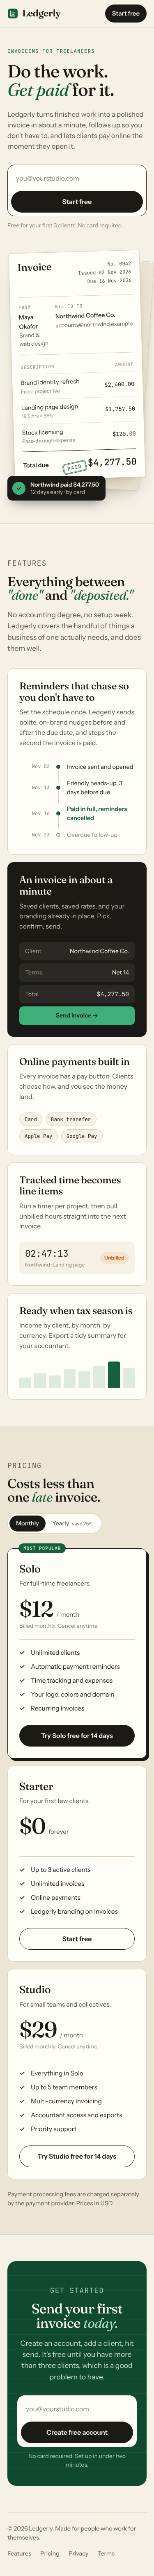 Ledgerly
Start free
INVOICING FOR FREELANCERS
Do the work.
Get paid for it.
Ledgerly turns finished work into a polished
invoice in about a minute, follows up so you
don't have to, and lets clients pay online the
moment they open it.
you@yourstudio.com
Start free
Free for your first 3 clients. No card required.
Invoice
No. 0042
Issued 02 Nov 2026
Due 16 Nov 2026
FROM
Maya
Okafor
Brand &
web design
BILLED TO
Northwind Coffee Co.
accounts@northwind.example
DESCRIPTION
AMOUNT
Brand identity refresh
Fixed project fee
$2,400.00
Landing page design
18.5 hrs × $95
$1,757.50
Stock licensing
Pass-through expense
$120.00
Total due
PAID
$4,277.50
Northwind paid $4,277.50
12 days early · by card
FEATURES
Everything between
"done" and "deposited."
No accounting degree, no setup week.
Ledgerly covers the handful of things a
business of one actually needs, and does
them well.
Reminders that chase so
you don't have to
Set the schedule once. Ledgerly sends
polite, on-brand nudges before and
after the due date, and stops the
second the invoice is paid.
Nov 02
Invoice sent and opened
Nov 13
Friendly heads-up, 3
days before due
Nov 16
Paid in full, reminders
cancelled
Nov 23
Overdue follow-up
An invoice in about a
minute
Saved clients, saved rates, and your
branding already in place. Pick,
confirm, send.
Client
Northwind Coffee Co.
Terms
Net 14
Total
$4,277.50
Send invoice →
Online payments built in
Every invoice has a pay button. Clients
choose how, and you see the money
land.
Card
Bank transfer
Apple Pay
Google Pay
Tracked time becomes
line items
Run a timer per project, then pull
unbilled hours straight into the next
invoice.
02:47:13
Northwind · Landing page
Unbilled
Ready when tax season is
Income by client, by month, by
currency. Export a tidy summary for
your accountant.
PRICING
Costs less than
one late invoice.
Monthly
Yearly save 25%
MOST POPULAR
Solo
For full-time freelancers.
$12 / month
Billed monthly. Cancel anytime.
Unlimited clients
Automatic payment reminders
Time tracking and expenses
Your logo, colors and domain
Recurring invoices
Try Solo free for 14 days
Starter
For your first few clients.
$0 forever
Up to 3 active clients
Unlimited invoices
Online payments
Ledgerly branding on invoices
Start free
Studio
For small teams and collectives.
$29 / month
Billed monthly. Cancel anytime.
Everything in Solo
Up to 5 team members
Multi-currency invoicing
Accountant access and exports
Priority support
Try Studio free for 14 days
Payment processing fees are charged separately
by the payment provider. Prices in USD.
GET STARTED
Send your first
invoice today.
Create an account, add a client, hit
send. It's free until you have more
than three clients, which is a good
problem to have.
you@yourstudio.com
Create free account
No card required. Set up in under two
minutes.
© 2026 Ledgerly. Made for people who work for
themselves.
Features
Pricing
Privacy
Terms